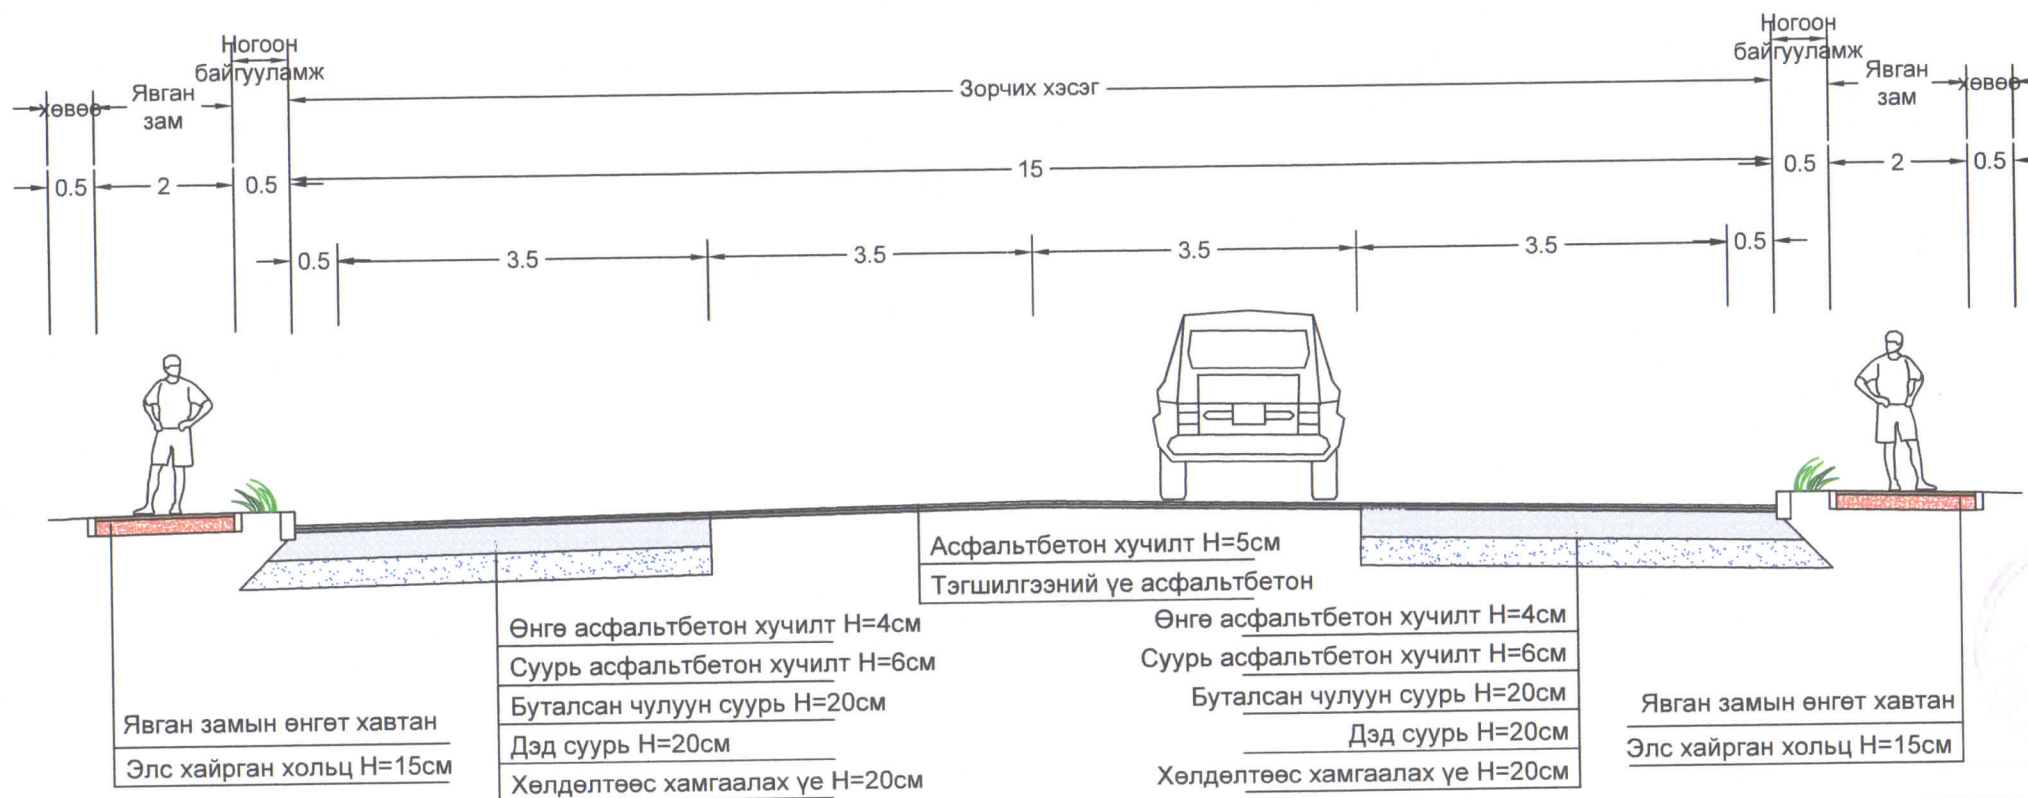 Ногоон
байгууламж
хөвөө
Явган
зам
Зорчих хэсэг
Ногоон
байгууламж
Явган
зам
хөвөө
0.5
2
0.5
15
0.5
2
0.5
0.5
3.5
3.5
3.5
3.5
0.5
Асфальтбетон хучилт H=5см
Тэгшилгээний үе асфальтбетон
Өнгө асфальтбетон хучилт H=4см
Суурь асфальтбетон хучилт H=6см
Буталсан чулуун суурь H=20см
Дэд суурь H=20см
Хөлдөлтөөс хамгаалах үе H=20см
Өнгө асфальтбетон хучилт H=4см
Суурь асфальтбетон хучилт H=6см
Буталсан чулуун суурь H=20см
Дэд суурь H=20см
Хөлдөлтөөс хамгаалах үе H=20см
Явган замын өнгөт хавтан
Элс хайрган хольц H=15см
Явган замын өнгөт хавтан
Элс хайрган хольц H=15см